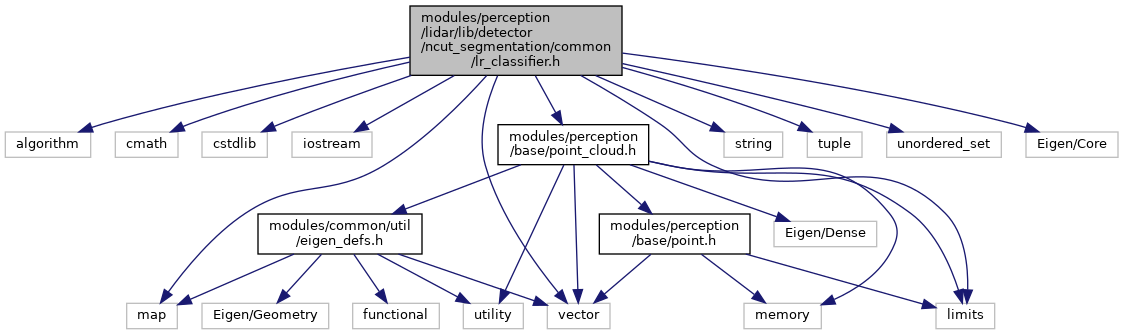 modules/perception
/lidar/lib/detector
/ncut_segmentation/common
/lr_classifier.h
algorithm
cmath
cstdlib
iostream
modules/perception
/base/point_cloud.h
string
tuple
unordered_set
Eigen/Core
modules/common/util
/eigen_defs.h
modules/perception
/base/point.h
Eigen/Dense
map
Eigen/Geometry
functional
utility
vector
memory
limits